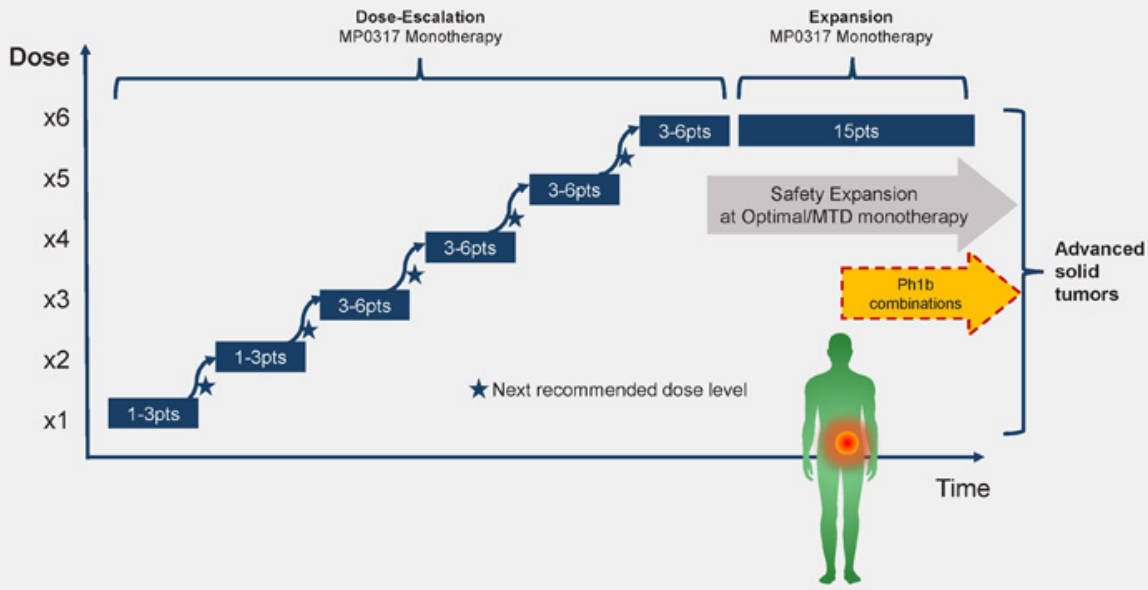 Dose-Escalation
MP0317 Monotherapy
Expansion
MP0317 Monotherapy
Dose
x6
3-6pts
15pts
x5
3-6pts
Safety Expansion
at Optimal/MTD monotherapy
x4
3-6pts
Advanced
solid
tumors
x3
3-6pts
Ph1b
combinations
x2
1-3pts
★ Next recommended dose level
x1
1-3pts
Time